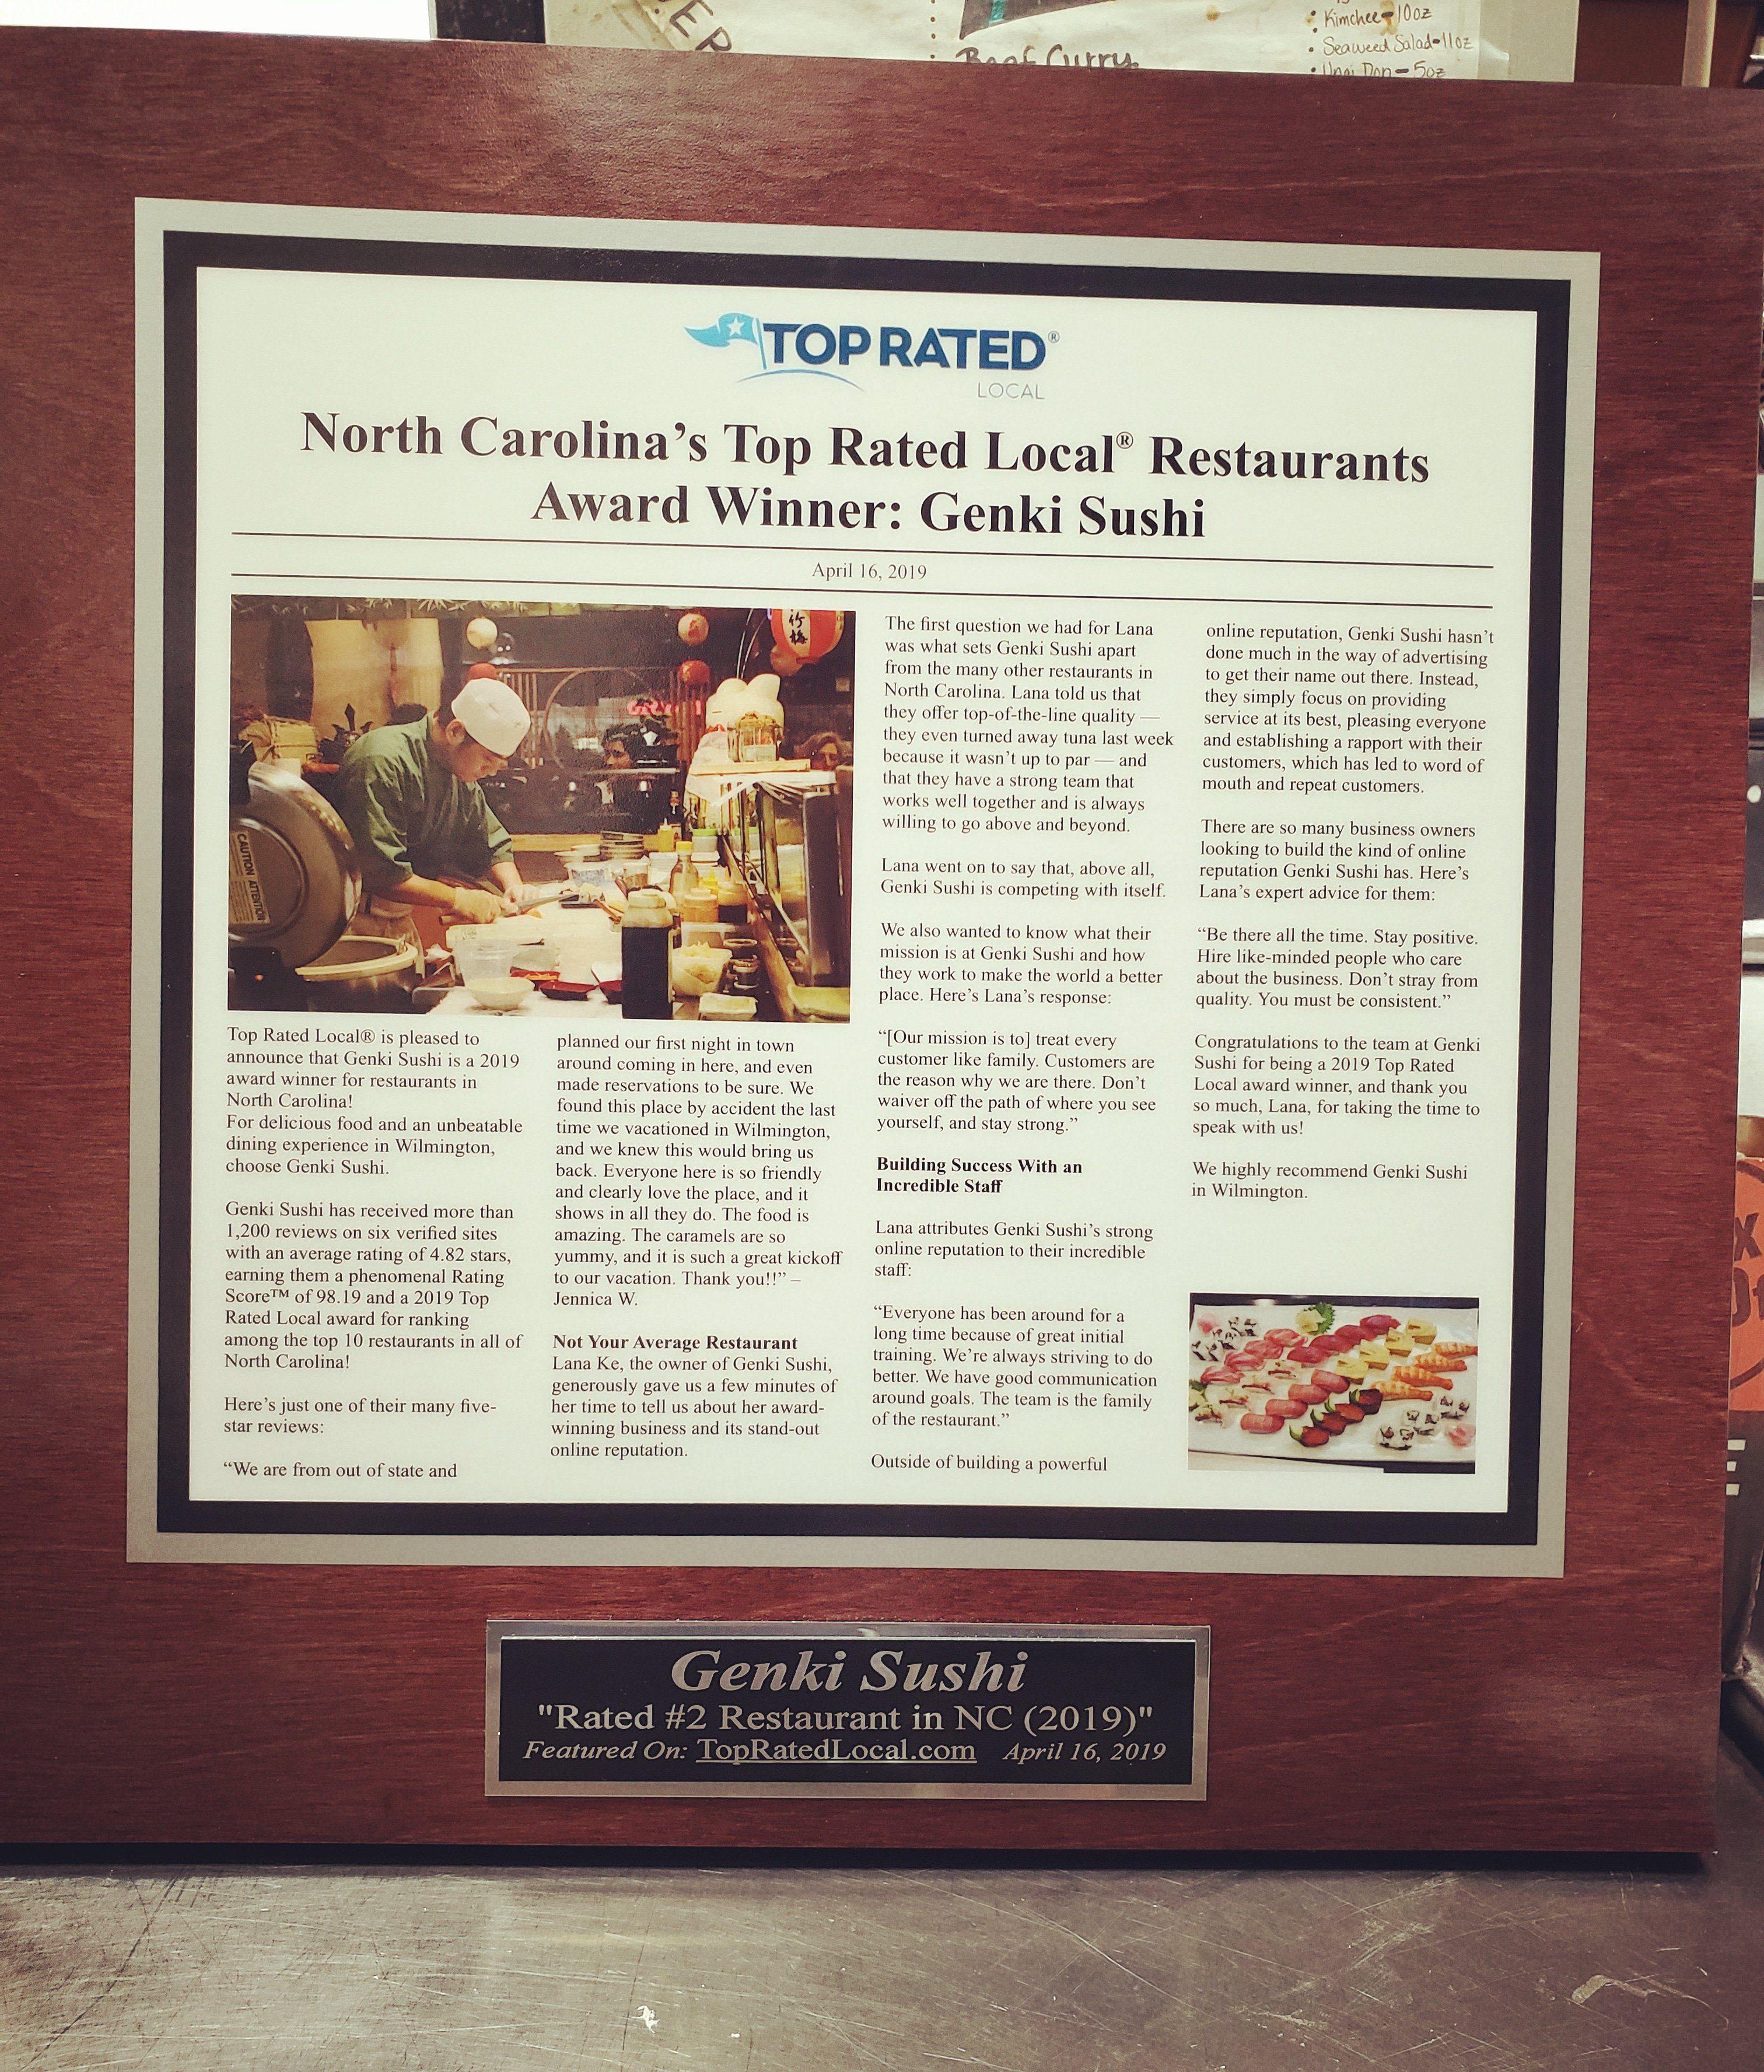 Beef Curry
• Kimchee-10oz
• Seaweed Salad-11oz
• Unai Don-5oz
TOP RATED®
LOCAL
North Carolina's Top Rated Local® Restaurants
Award Winner: Genki Sushi
April 16, 2019
CAUTION ATTENTION
竹
梅
Top Rated Local® is pleased to
announce that Genki Sushi is a 2019
award winner for restaurants in
North Carolina!
For delicious food and an unbeatable
dining experience in Wilmington,
choose Genki Sushi.
Genki Sushi has received more than
1,200 reviews on six verified sites
with an average rating of 4.82 stars,
earning them a phenomenal Rating
Score™ of 98.19 and a 2019 Top
Rated Local award for ranking
among the top 10 restaurants in all of
North Carolina!
Here's just one of their many five-
star reviews:
“We are from out of state and
planned our first night in town
around coming in here, and even
made reservations to be sure. We
found this place by accident the last
time we vacationed in Wilmington,
and we knew this would bring us
back. Everyone here is so friendly
and clearly love the place, and it
shows in all they do. The food is
amazing. The caramels are so
yummy, and it is such a great kickoff
to our vacation. Thank you!!” –
Jennica W.
Not Your Average Restaurant
Lana Ke, the owner of Genki Sushi,
generously gave us a few minutes of
her time to tell us about her award-
winning business and its stand-out
online reputation.
The first question we had for Lana
was what sets Genki Sushi apart
from the many other restaurants in
North Carolina. Lana told us that
they offer top-of-the-line quality —
they even turned away tuna last week
because it wasn't up to par — and
that they have a strong team that
works well together and is always
willing to go above and beyond.
Lana went on to say that, above all,
Genki Sushi is competing with itself.
We also wanted to know what their
mission is at Genki Sushi and how
they work to make the world a better
place. Here's Lana's response:
“[Our mission is to] treat every
customer like family. Customers are
the reason why we are there. Don't
waiver off the path of where you see
yourself, and stay strong.”
Building Success With an
Incredible Staff
Lana attributes Genki Sushi's strong
online reputation to their incredible
staff:
“Everyone has been around for a
long time because of great initial
training. We're always striving to do
better. We have good communication
around goals. The team is the family
of the restaurant.”
Outside of building a powerful
online reputation, Genki Sushi hasn't
done much in the way of advertising
to get their name out there. Instead,
they simply focus on providing
service at its best, pleasing everyone
and establishing a rapport with their
customers, which has led to word of
mouth and repeat customers.
There are so many business owners
looking to build the kind of online
reputation Genki Sushi has. Here's
Lana's expert advice for them:
“Be there all the time. Stay positive.
Hire like-minded people who care
about the business. Don't stray from
quality. You must be consistent.”
Congratulations to the team at Genki
Sushi for being a 2019 Top Rated
Local award winner, and thank you
so much, Lana, for taking the time to
speak with us!
We highly recommend Genki Sushi
in Wilmington.
Genki Sushi
"Rated #2 Restaurant in NC (2019)"
Featured On: TopRatedLocal.com April 16, 2019